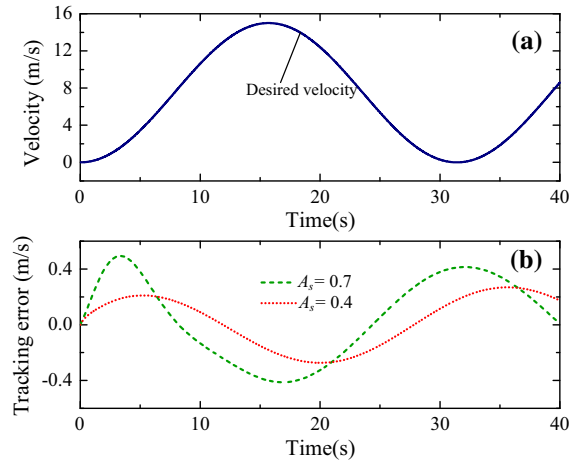 16
12
8
4
0
Velocity (m/s)
(a)
Desired velocity
0 10 20 30 40
Time(s)
0.4
0.0
-0.4
Tracking error (m/s)
(b)
As= 0.7
As= 0.4
0 10 20 30 40
Time(s)